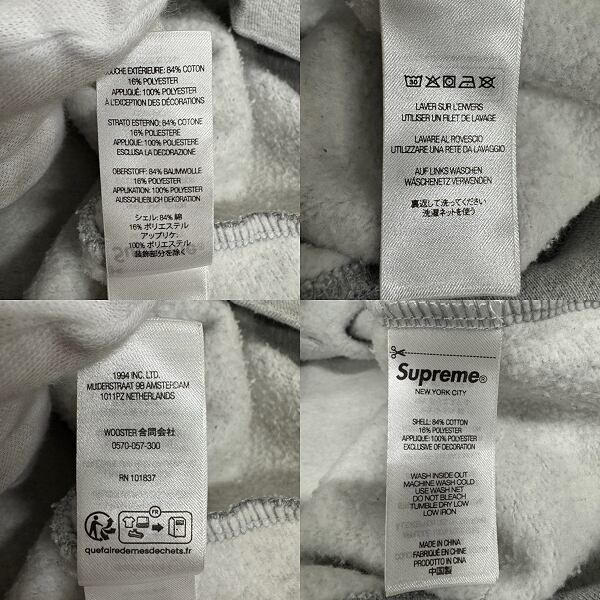 COUCHE EXTÉRIEURE: 84% COTON
16% POLYESTER
APPLIQUÉ: 100% POLYESTER
À L'EXCEPTION DES DÉCORATIONS
STRATO ESTERNO: 84% COTONE
16% POLIESTERE
APPLIQUE: 100% POLIESTERE
ESCLUSA LA DECORAZIONE
OBERSTOFF: 84% BAUMWOLLE
16% POLYESTER
APPLIKATION: 100% POLYESTER
AUSSCHLIEBLICH DEKORATION
シェル: 84% 綿
16% ポリエステル
アップリケ:
100% ポリエステル
装飾部分を除く
30
LAVER SUR L'ENVERS
UTILISER UN FILET DE LAVAGE
LAVARE AL ROVESCIO
UTILIZZARE UNA RETE DA LAVAGGIO
AUF LINKS WASCHEN
WÄSCHENETZ VERWENDEN
裏返して洗ってください
洗濯ネットを使う
1994 INC. LTD.
MUIDERSTRAAT 9B AMSTERDAM
1011PZ NETHERLANDS
WOOSTER 合同会社
0570-057-300
RN 101837
FR
quefairedemesdechets.fr
Supreme®
NEW YORK CITY
SHELL: 84% COTTON
16% POLYESTER
APPLIQUE: 100% POLYESTER
EXCLUSIVE OF DECORATION
WASH INSIDE OUT
MACHINE WASH COLD
USE WASH NET
DO NOT BLEACH
TUMBLE DRY LOW
LOW IRON
MADE IN CHINA
FABRIQUÉ EN CHINE
PRODOTTO IN CINA
中国製